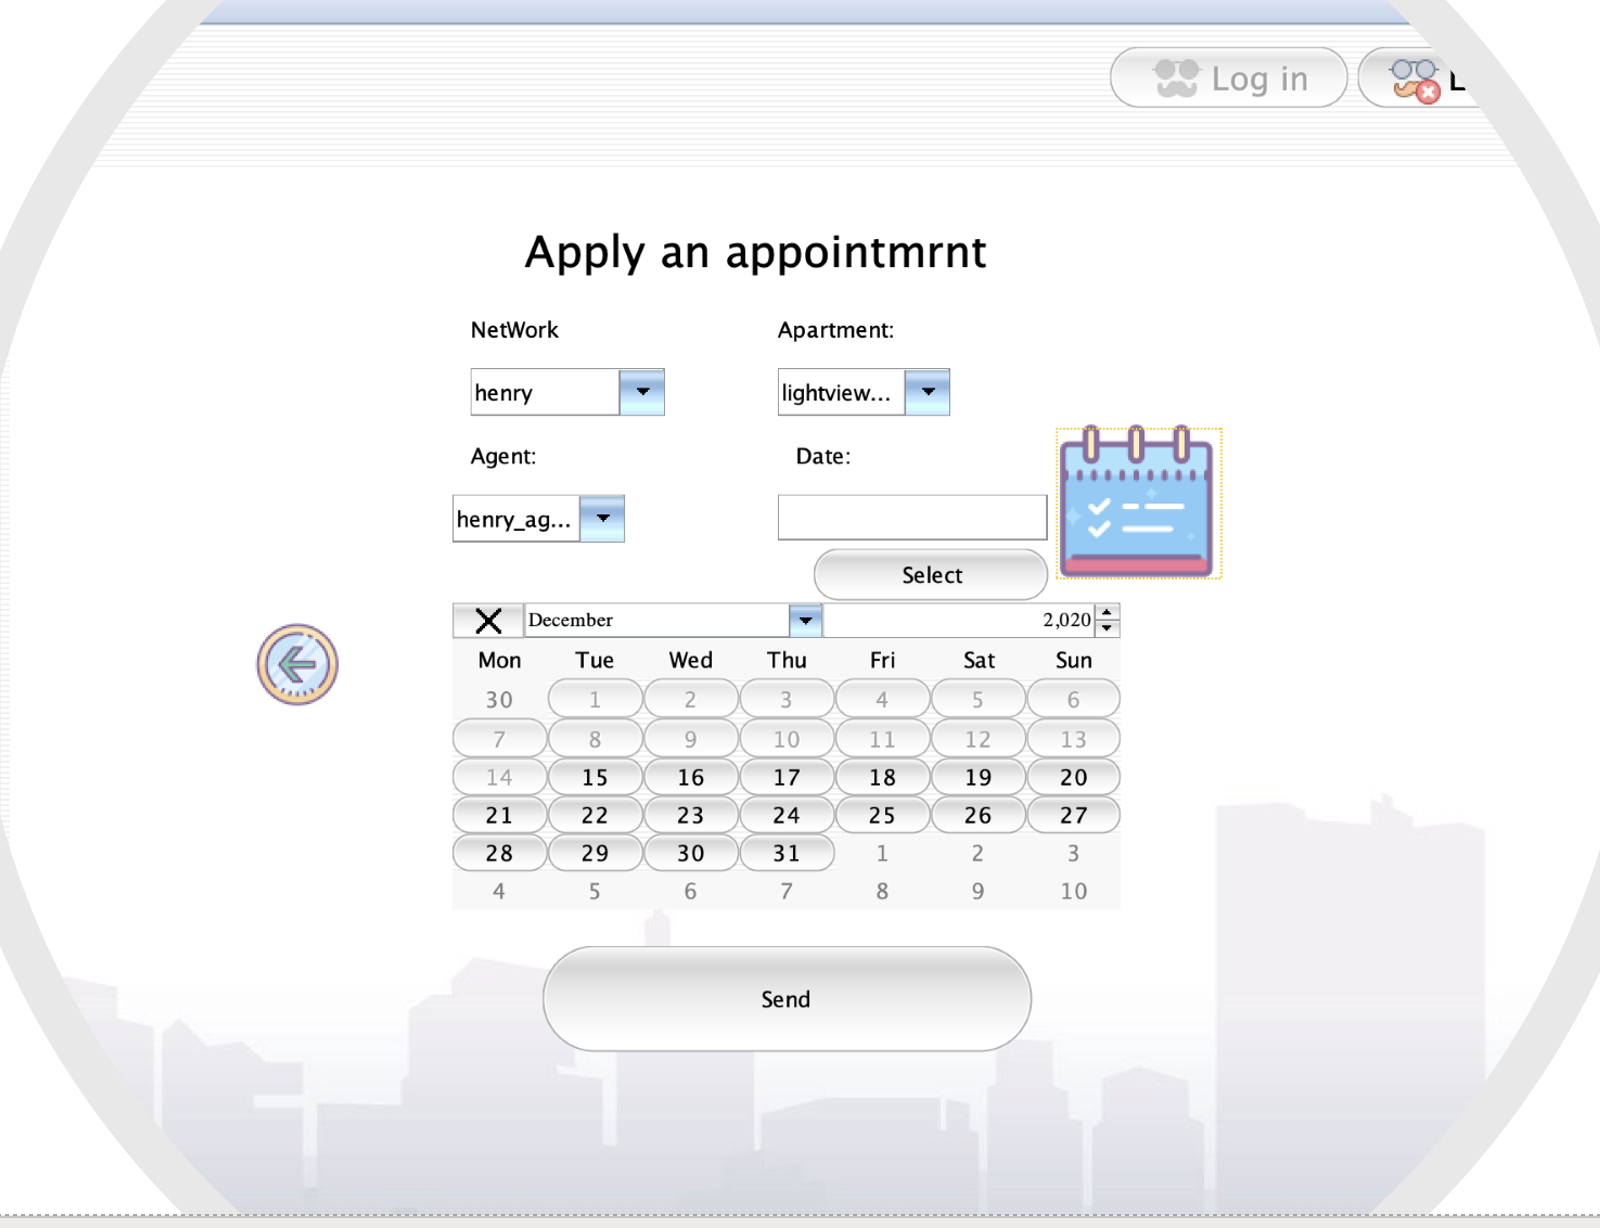 Log in
Apply an appointmrnt
NetWork Apartment:
henry lightview...
Agent: Date:
henry_ag...
Select
December 2,020
Mon Tue Wed Thu Fri Sat Sun
30 1 2 3 4 5 6
7 8 9 10 11 12 13
14 15 16 17 18 19 20
21 22 23 24 25 26 27
28 29 30 31 1 2 3
4 5 6 7 8 9 10
Send